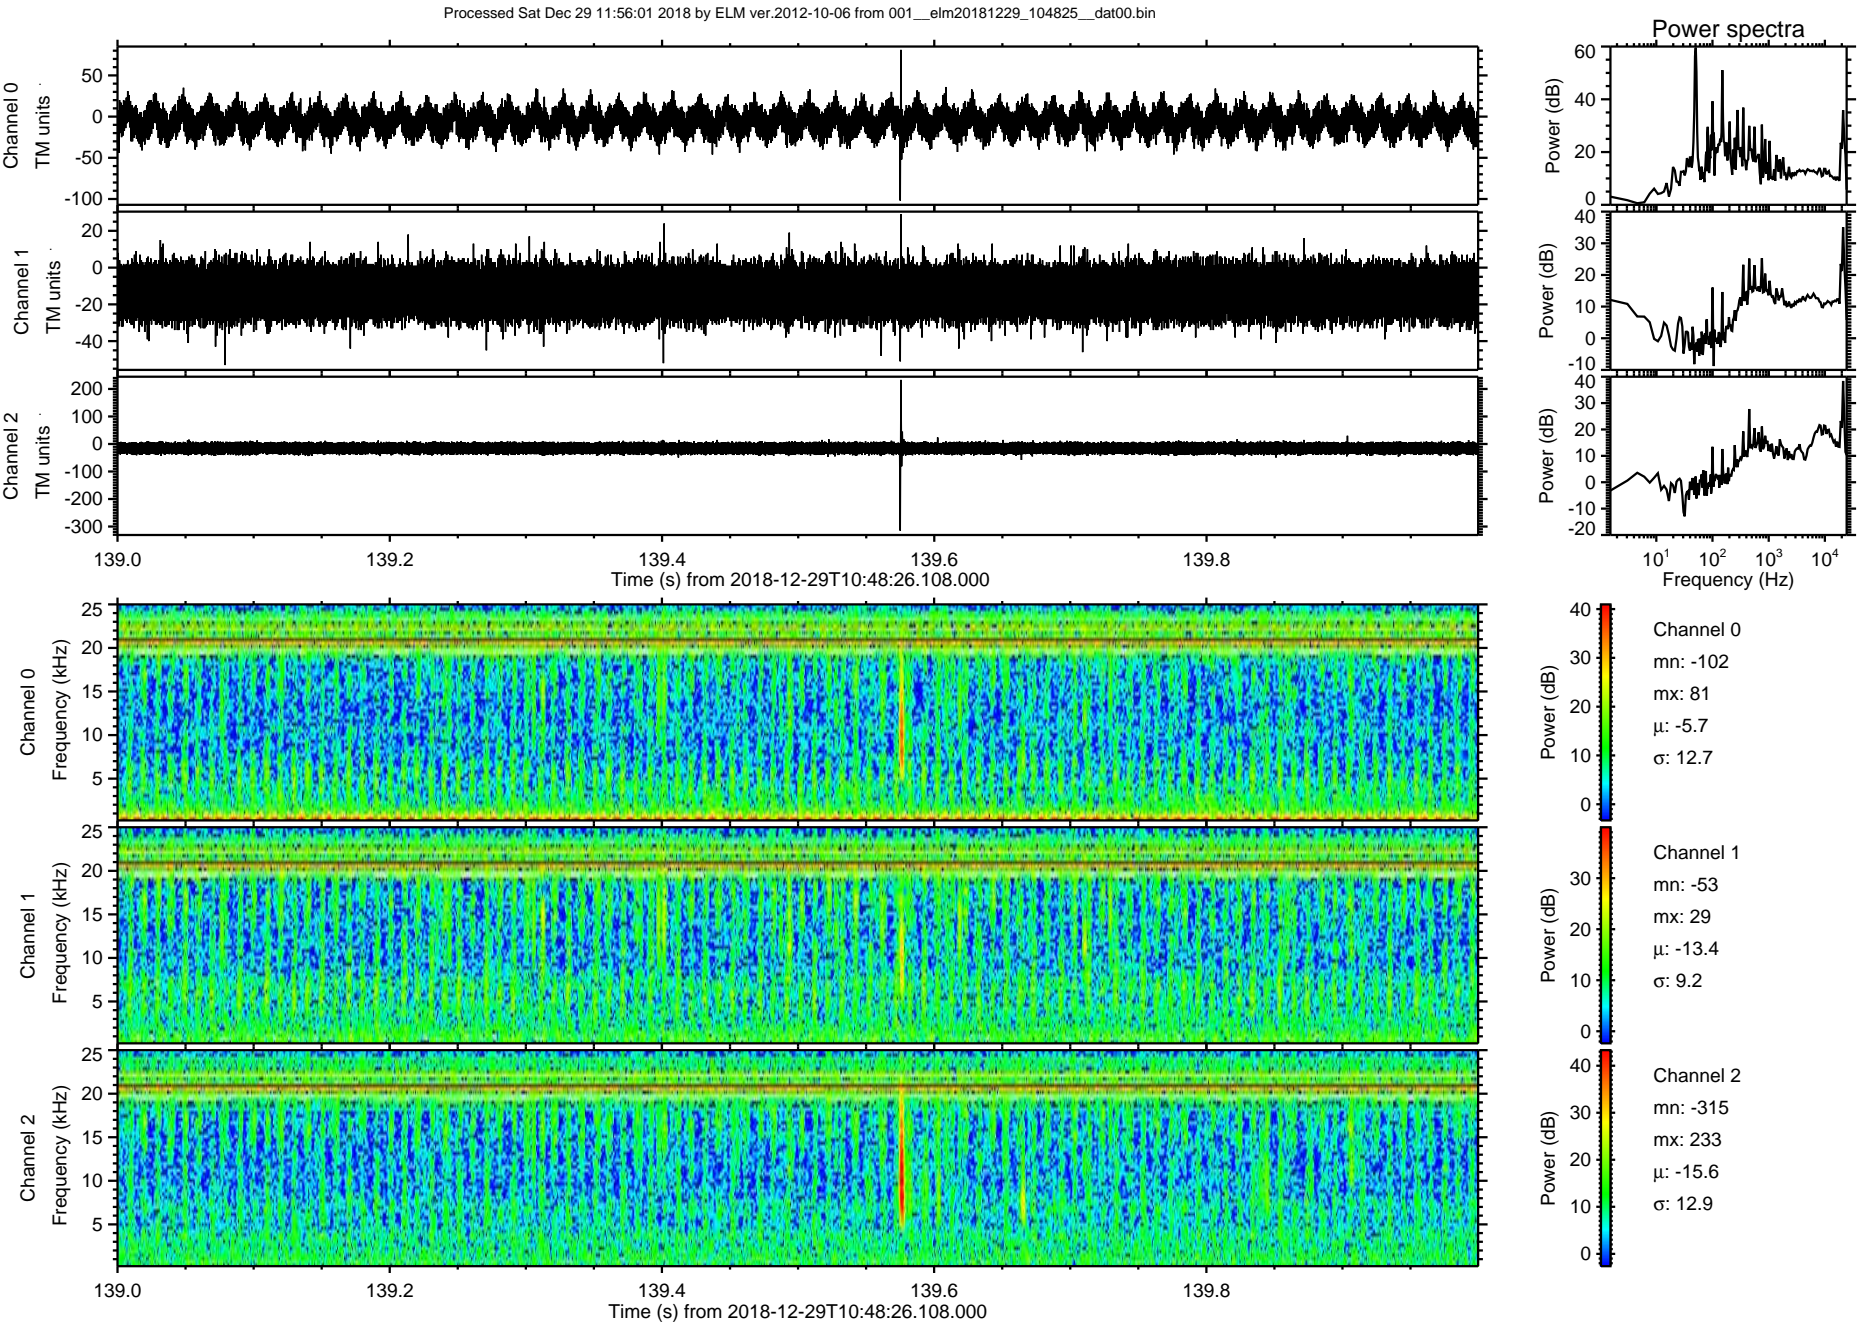 Processed Sat Dec 29 11:56:01 2018 by ELM ver.2012-10-06 from 001__elm20181229_104825__dat00.bin
Power spectra
Channel 0
TM units
50
0
-50
-100
Power (dB)
60
40
20
0
Channel 1
TM units
20
0
-20
-40
Power (dB)
40
30
20
10
0
-10
Channel 2
TM units
200
100
0
-100
-200
-300
Power (dB)
40
30
20
10
0
-10
-20
139.0 139.2 139.4 139.6 139.8
Time (s) from 2018-12-29T10:48:26.108.000
10^1 10^2 10^3 10^4
Frequency (Hz)
Channel 0
Frequency (kHz)
25
20
15
10
5
Power (dB)
40
30
20
10
0
Channel 0
mn: -102
mx: 81
μ: -5.7
σ: 12.7
Channel 1
Frequency (kHz)
25
20
15
10
5
Power (dB)
30
20
10
0
Channel 1
mn: -53
mx: 29
μ: -13.4
σ: 9.2
Channel 2
Frequency (kHz)
25
20
15
10
5
Power (dB)
40
30
20
10
0
Channel 2
mn: -315
mx: 233
μ: -15.6
σ: 12.9
139.0 139.2 139.4 139.6 139.8
Time (s) from 2018-12-29T10:48:26.108.000